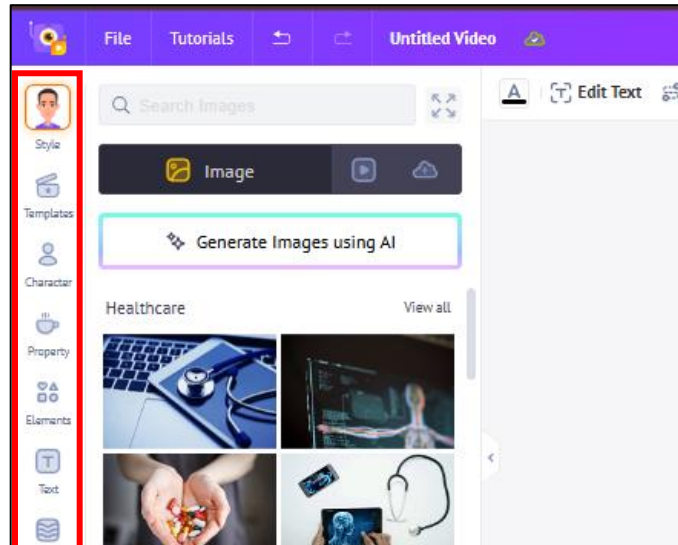 File Tutorials Untitled Video
Search Images
A T Edit Text
Style
Image
Templates
Generate Images using AI
Character
Healthcare View all
Property
Elements
T
Text